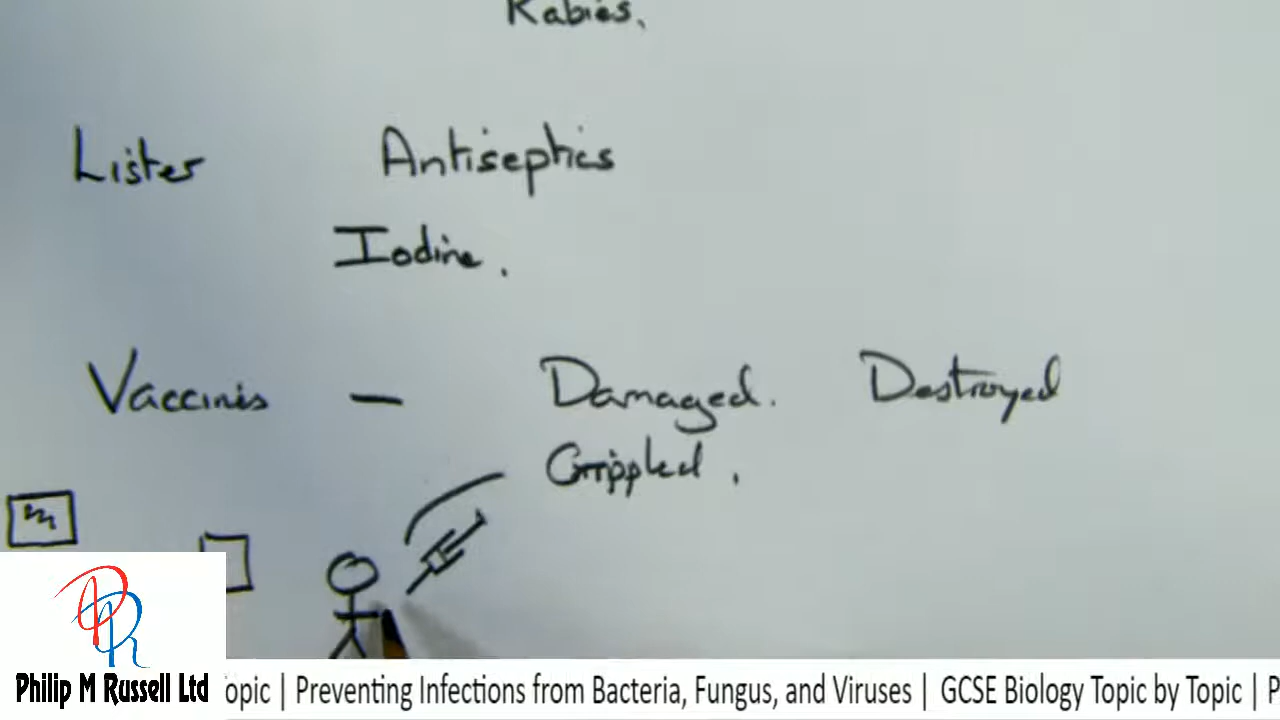 Rabies.
Lister Antiseptics
Iodine.
Vaccines — Damaged. Destroyed
Crippled.
m
Philip M Russell Ltd
opic | Preventing Infections from Bacteria, Fungus, and Viruses | GCSE Biology Topic by Topic | P